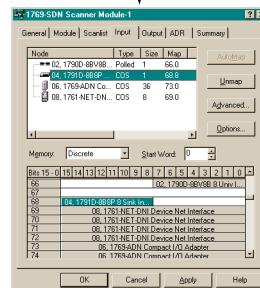 1769-SDN Scanner Module-1
General Module Scanlist Input Output ADR Summary
Node Type Size Map
02, 1790D-8BV8B... Polled 1 66.0
04, 1791D-8B8P ... COS 1 68.8
06, 1769-ADN Co... COS 36 73.0
08, 1761-NET-DN... COS 8 69.0
AutoMap
Unmap
Advanced...
Options...
Memory: Discrete Start Word: 0
Bits 15 - 0 15 14 13 12 11 10 9 8 7 6 5 4 3 2 1 0
66 02, 1790D-8BV8B 8 Univ I...
67
68 04, 1791D-8B8P 8 Sink In...
69 08, 1761-NET-DNI Device Net Interface
70 08, 1761-NET-DNI Device Net Interface
71 08, 1761-NET-DNI Device Net Interface
72 08, 1761-NET-DNI Device Net Interface
73 06, 1769-ADN Compact I/O Adapter
74 06, 1769-ADN Compact I/O Adapter
OK Cancel Apply Help